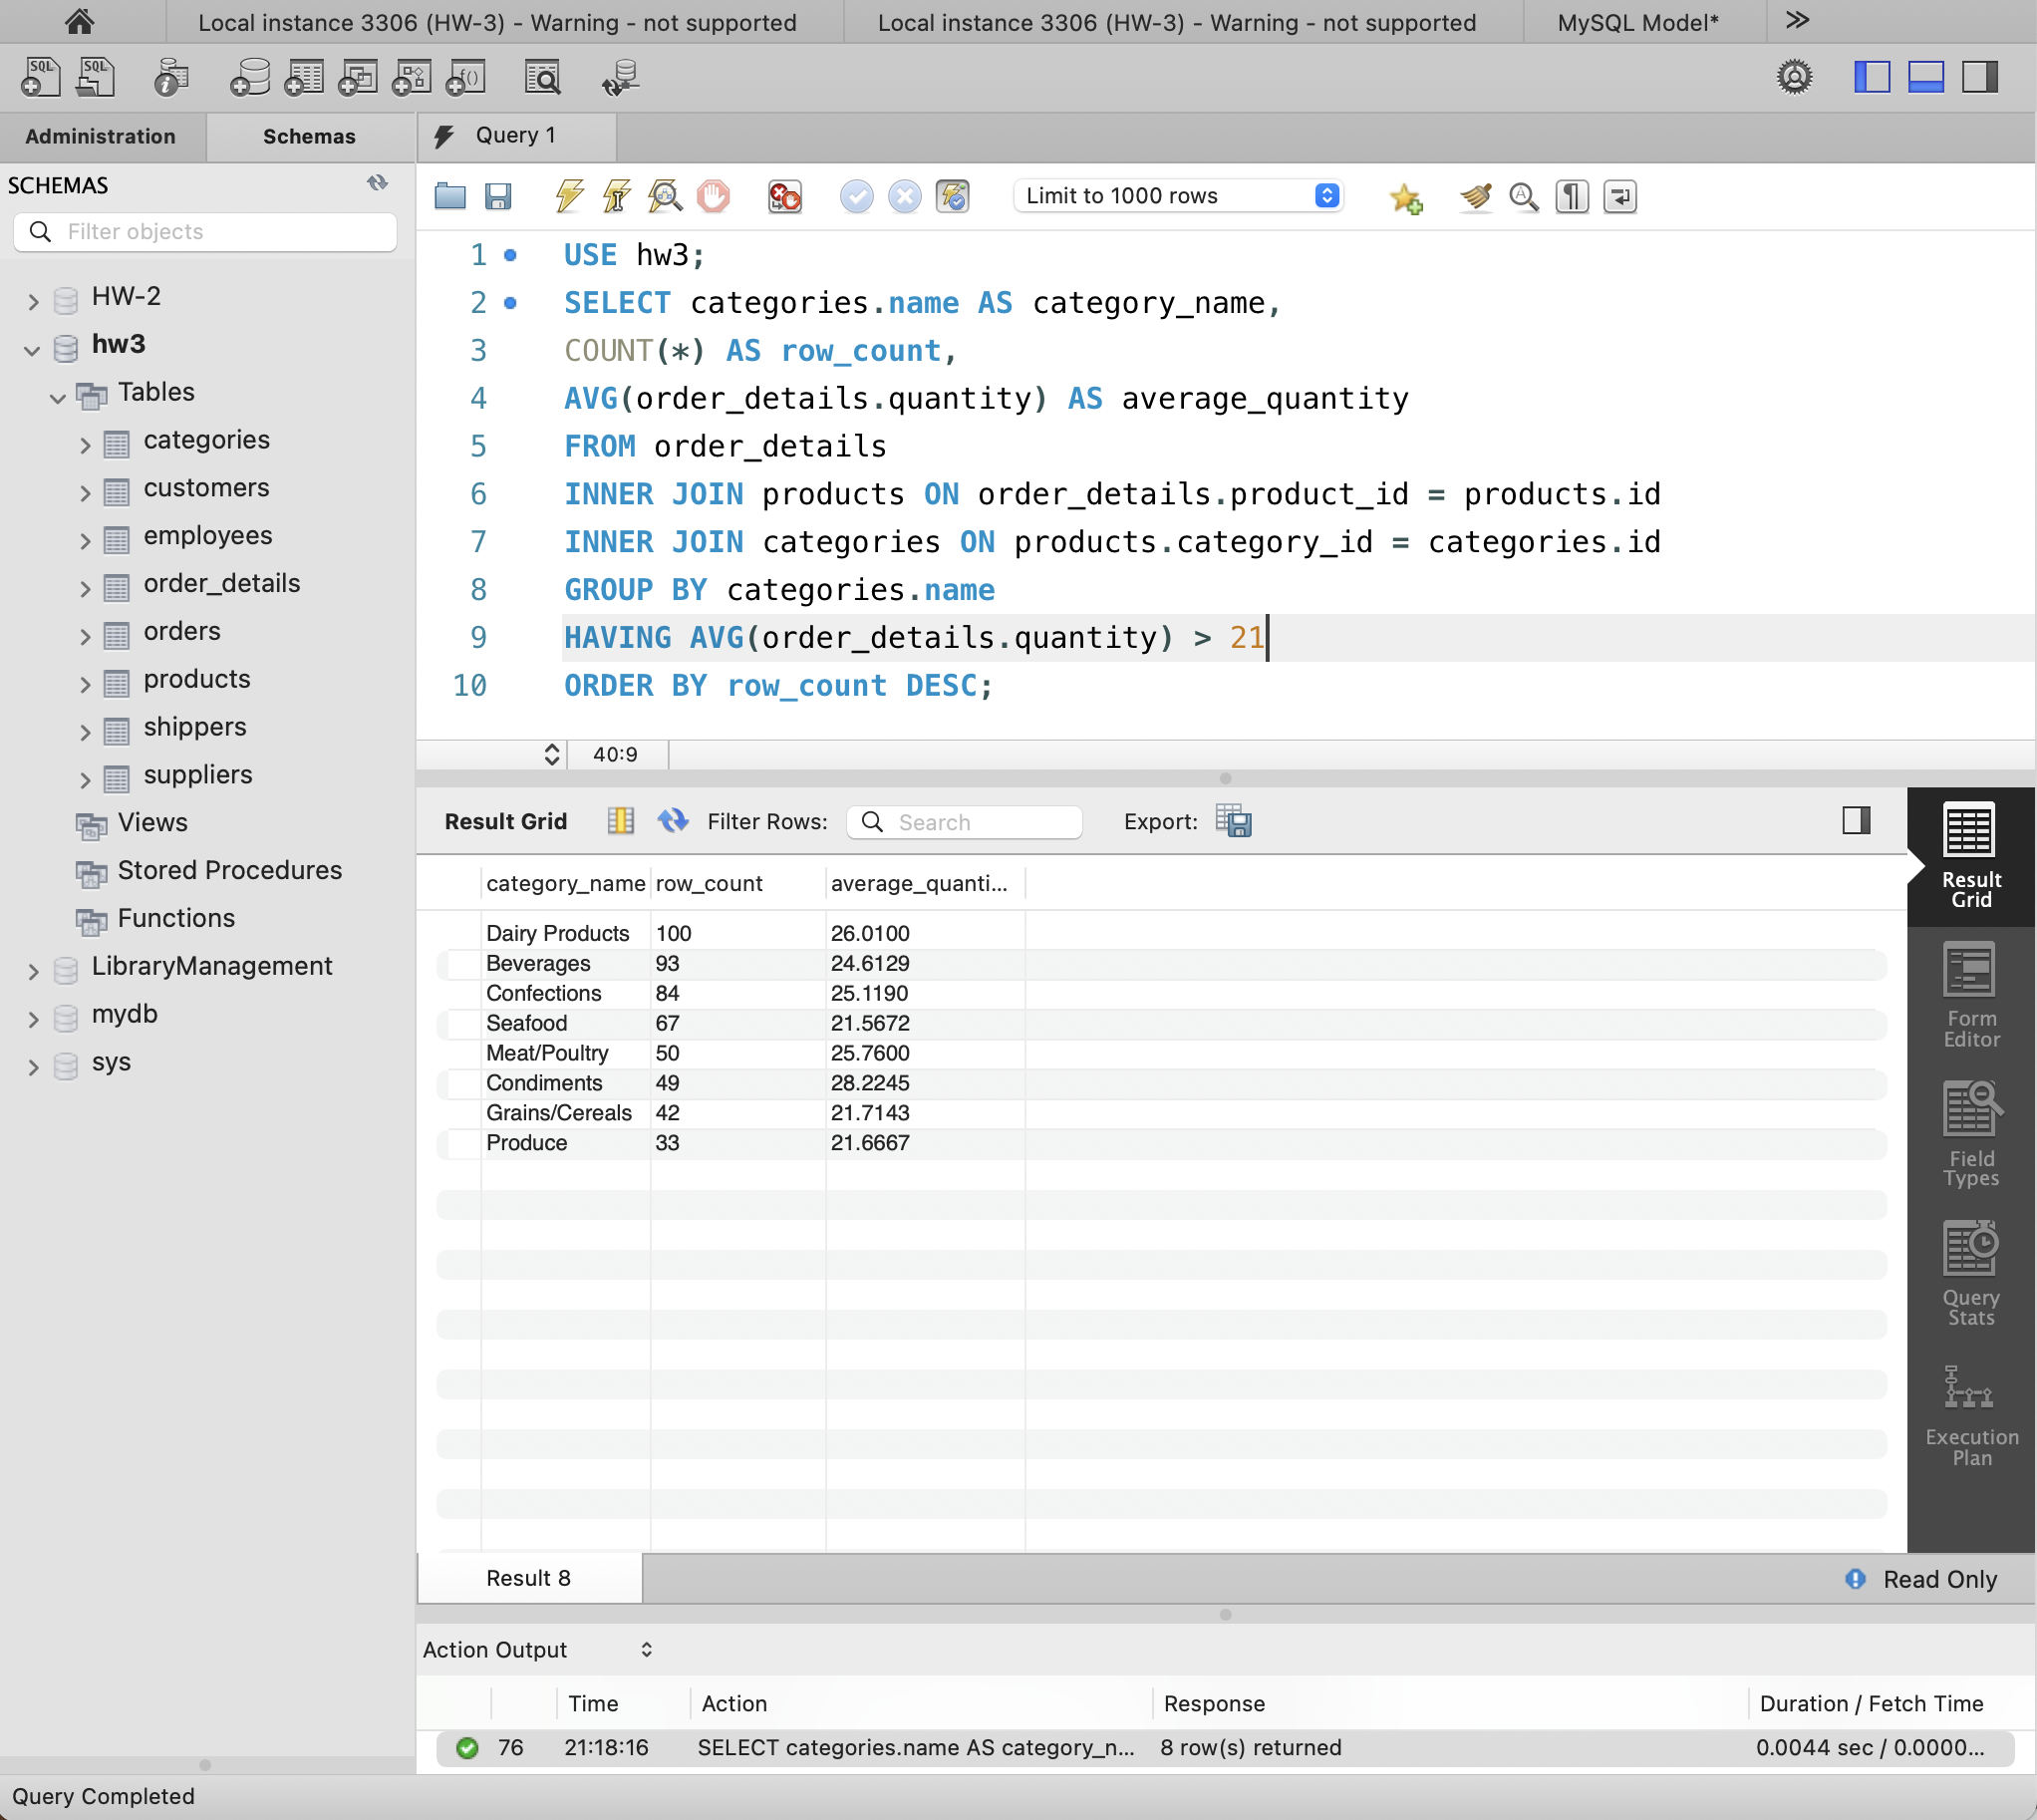 Local instance 3306 (HW-3) - Warning - not supported
Local instance 3306 (HW-3) - Warning - not supported
MySQL Model*
SQL
SQL
f()
Administration
Schemas
Query 1
SCHEMAS
Filter objects
HW-2
hw3
Tables
categories
customers
employees
order_details
orders
products
shippers
suppliers
Views
Stored Procedures
Functions
LibraryManagement
mydb
sys
Limit to 1000 rows
1 USE hw3;
2 SELECT categories.name AS category_name,
3 COUNT(*) AS row_count,
4 AVG(order_details.quantity) AS average_quantity
5 FROM order_details
6 INNER JOIN products ON order_details.product_id = products.id
7 INNER JOIN categories ON products.category_id = categories.id
8 GROUP BY categories.name
9 HAVING AVG(order_details.quantity) > 21
10 ORDER BY row_count DESC;
40:9
Result Grid
Filter Rows:
Search
Export:
category_name row_count average_quanti...
Dairy Products 100 26.0100
Beverages 93 24.6129
Confections 84 25.1190
Seafood 67 21.5672
Meat/Poultry 50 25.7600
Condiments 49 28.2245
Grains/Cereals 42 21.7143
Produce 33 21.6667
Result
Grid
Form
Editor
Field
Types
Query
Stats
Execution
Plan
Result 8
Read Only
Action Output
Time Action Response Duration / Fetch Time
76 21:18:16 SELECT categories.name AS category_n... 8 row(s) returned 0.0044 sec / 0.0000...
Query Completed